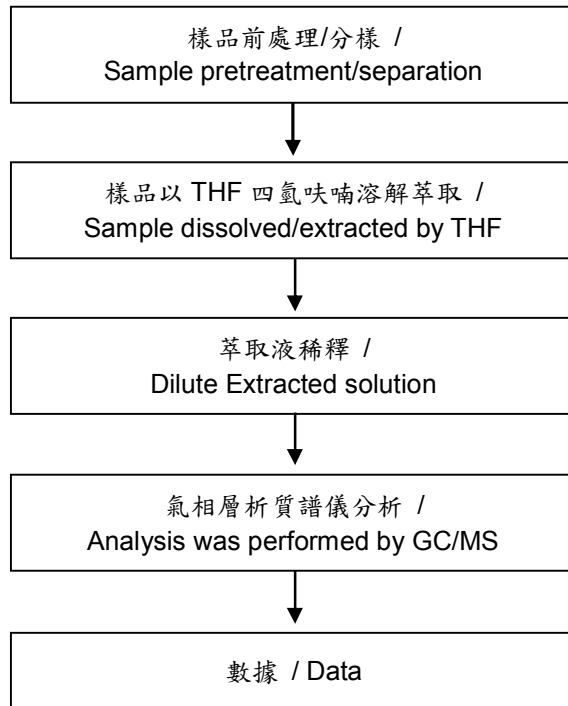 樣品前處理/分樣 /
Sample pretreatment/separation
樣品以 THF 四氫呋喃溶解萃取 /
Sample dissolved/extracted by THF
萃取液稀釋 /
Dilute Extracted solution
氣相層析質譜儀分析 /
Analysis was performed by GC/MS
數據 / Data